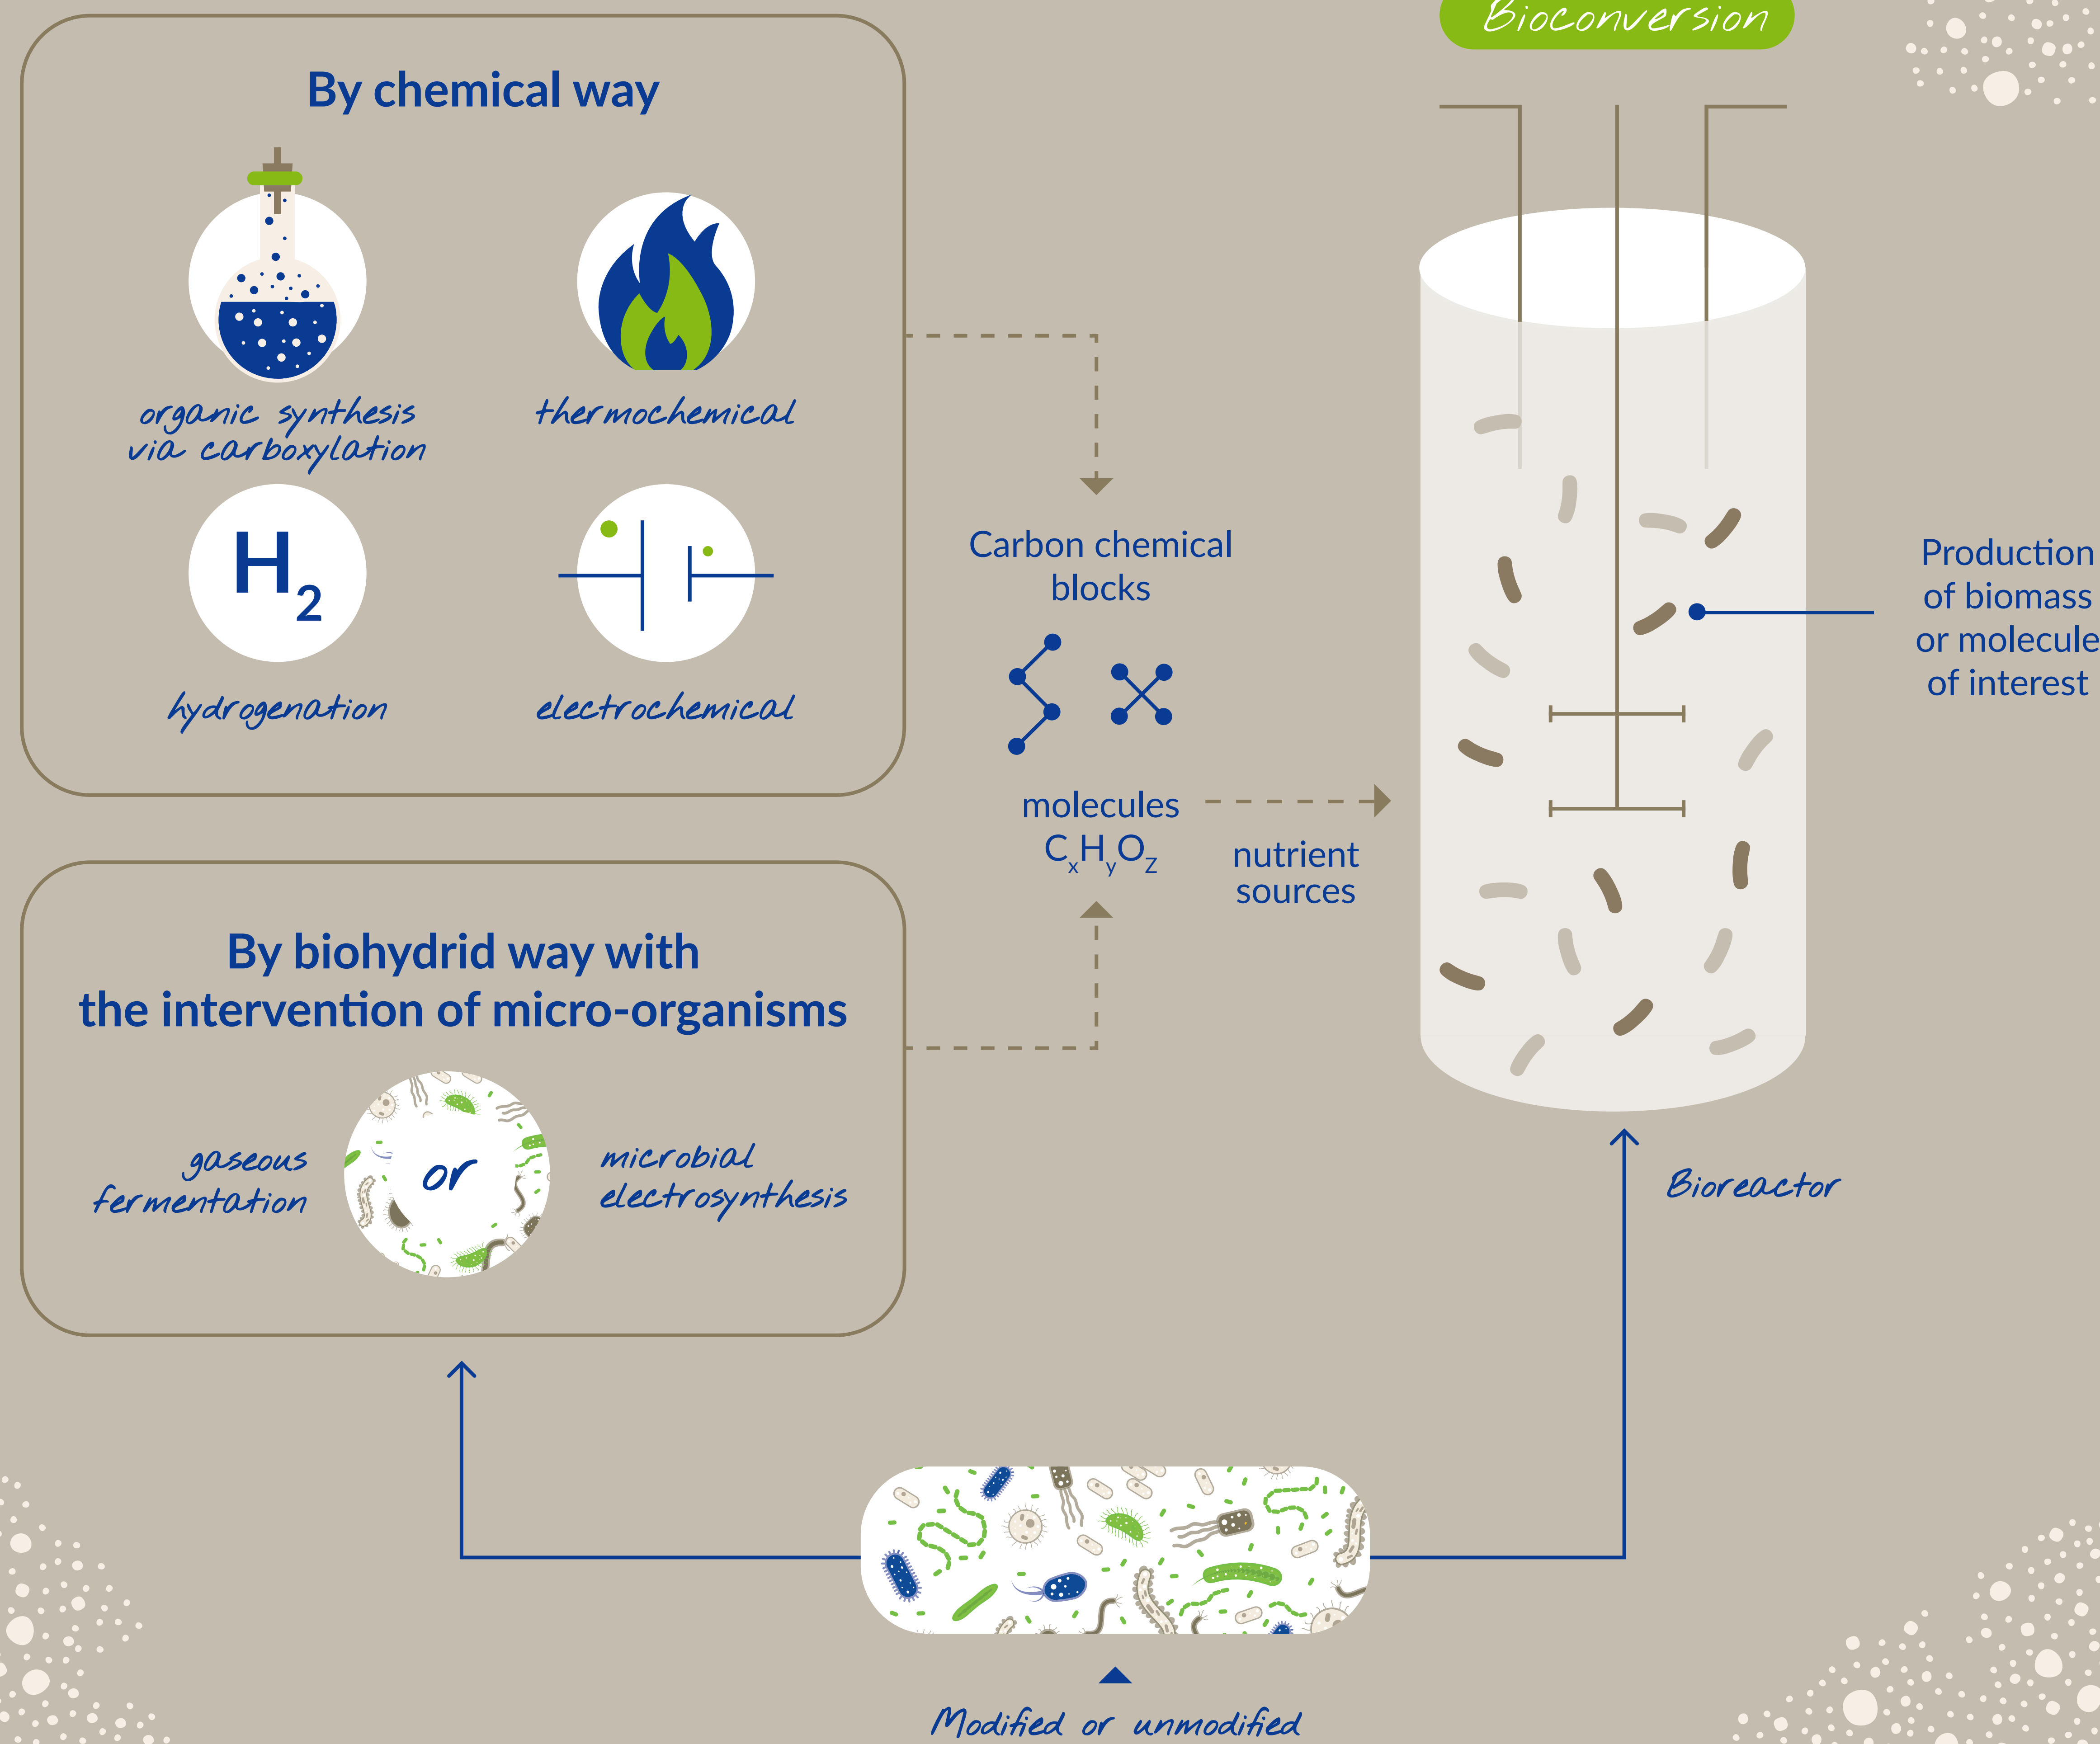 Bioconversion
By chemical way
organic synthesis
via carboxylation
thermochemical
H2
hydrogenation
electrochemical
Carbon chemical
blocks
molecules
CxHyOz
nutrient
sources
Production
of biomass
or molecule
of interest
By biohydrid way with
the intervention of micro-organisms
gaseous
fermentation
or
microbial
electrosynthesis
Bioreactor
Modified or unmodified